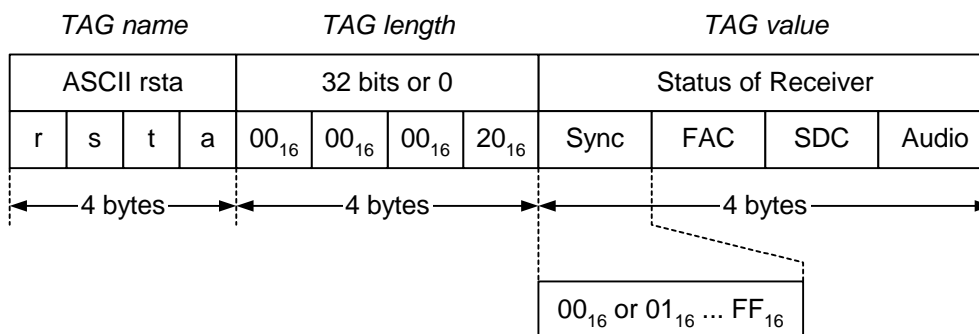 TAG name TAG length TAG value
ASCII rsta 32 bits or 0 Status of Receiver
r s t a 00₁₆ 00₁₆ 00₁₆ 20₁₆ Sync FAC SDC Audio
4 bytes 4 bytes 4 bytes
00₁₆ or 01₁₆ ... FF₁₆